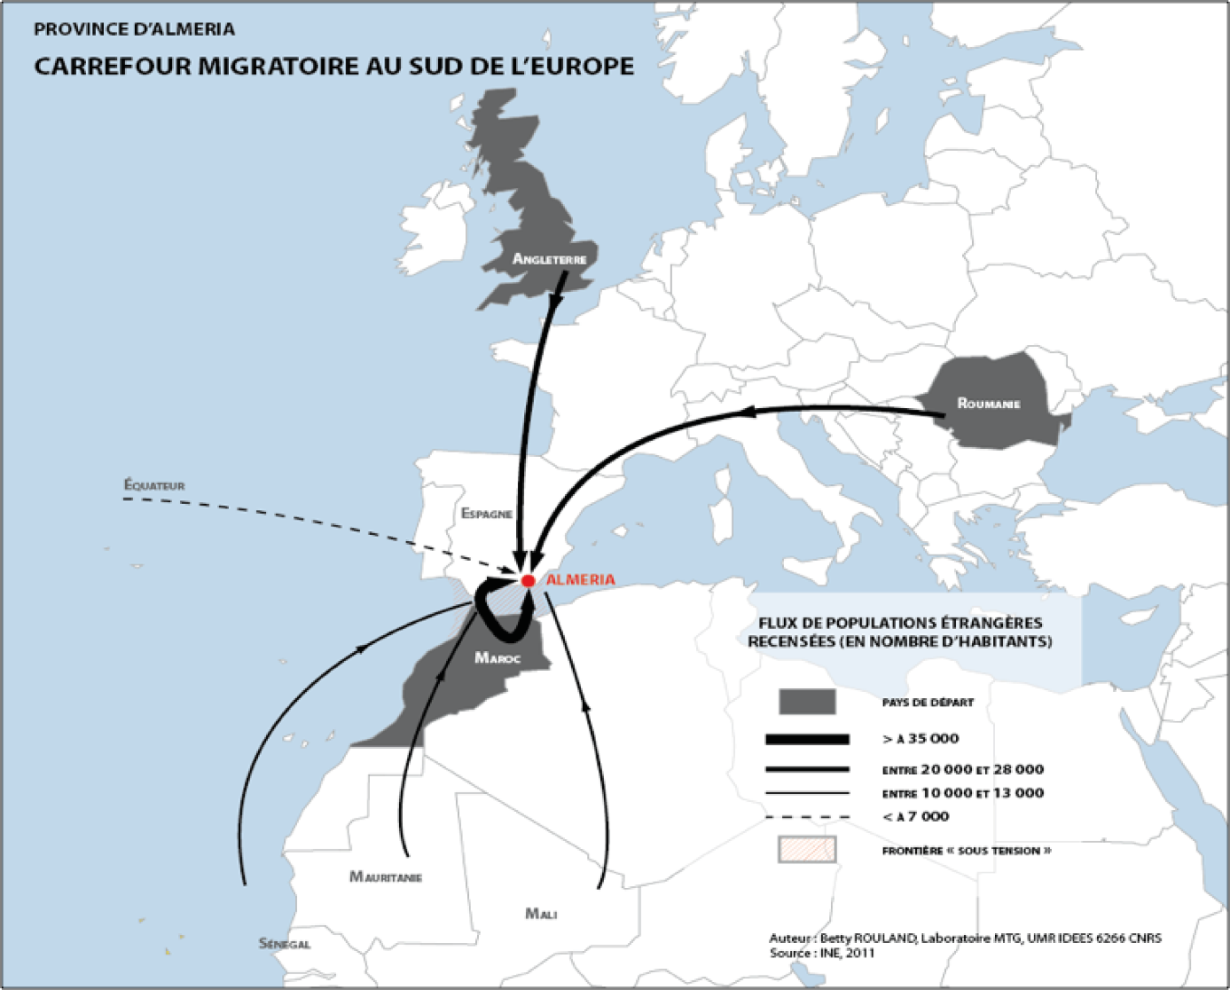 PROVINCE D'ALMERIA
CARREFOUR MIGRATOIRE AU SUD DE L'EUROPE
ANGLETERRE
ROUMANIE
ÉQUATEUR
ESPAGNE
ALMERIA
MAROC
MAURITANIE
MALI
SÉNEGAL
FLUX DE POPULATIONS ÉTRANGÈRES
RECENSÉES (EN NOMBRE D'HABITANTS)
PAYS DE DÉPART
> A 35 000
ENTRE 20 000 ET 28 000
ENTRE 10 000 ET 13 000
< A 7 000
FRONTIÈRE « SOUS TENSION »
Auteur : Betty ROULAND, Laboratoire MTG, UMR IDEES 6266 CNRS
Source : INE, 2011